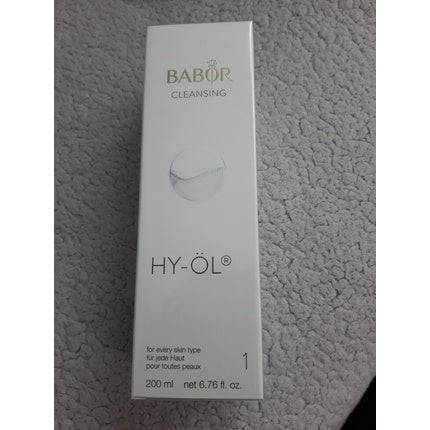 BABOR
CLEANSING
HY-ÖL®
for every skin type
für jede Haut
pour toutes peaux
1
200 ml net 6.76 fl. oz.